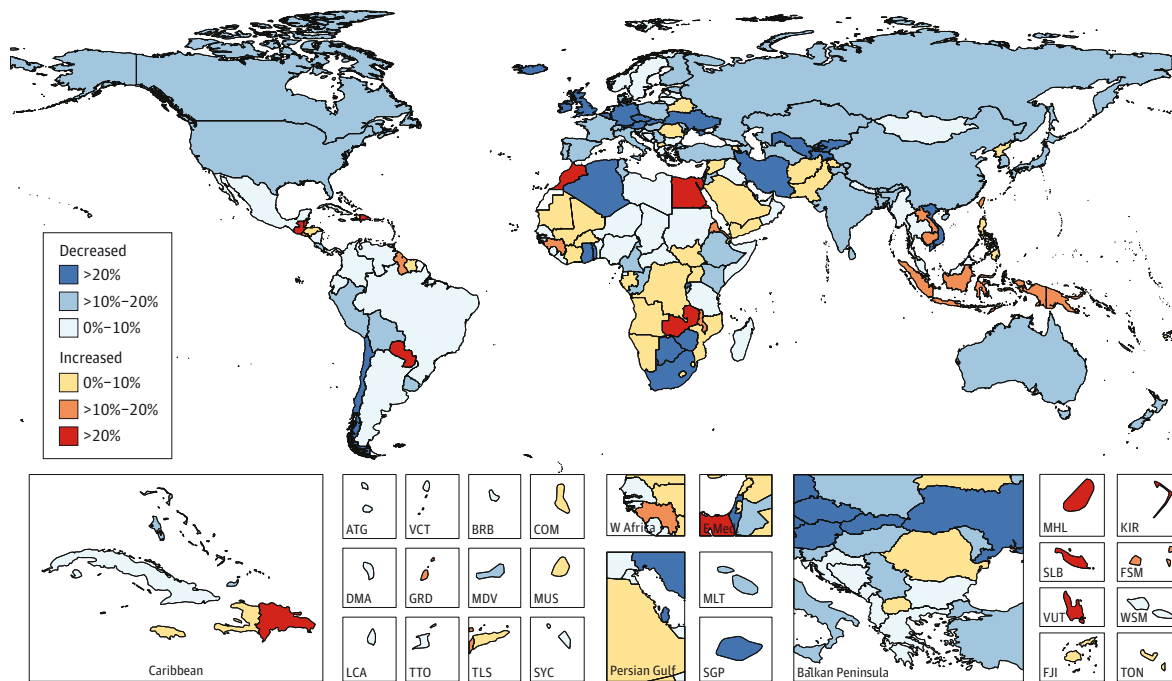 Decreased
>20%
>10%–20%
0%–10%
Increased
0%–10%
>10%–20%
>20%
Caribbean
ATG
VCT
BRB
COM
DMA
GRD
MDV
MUS
LCA
TTO
TLS
SYC
W Africa
E Med.
Persian Gulf
MLT
SGP
Balkan Peninsula
MHL
KIR
SLB
FSM
VUT
WSM
FJI
TON